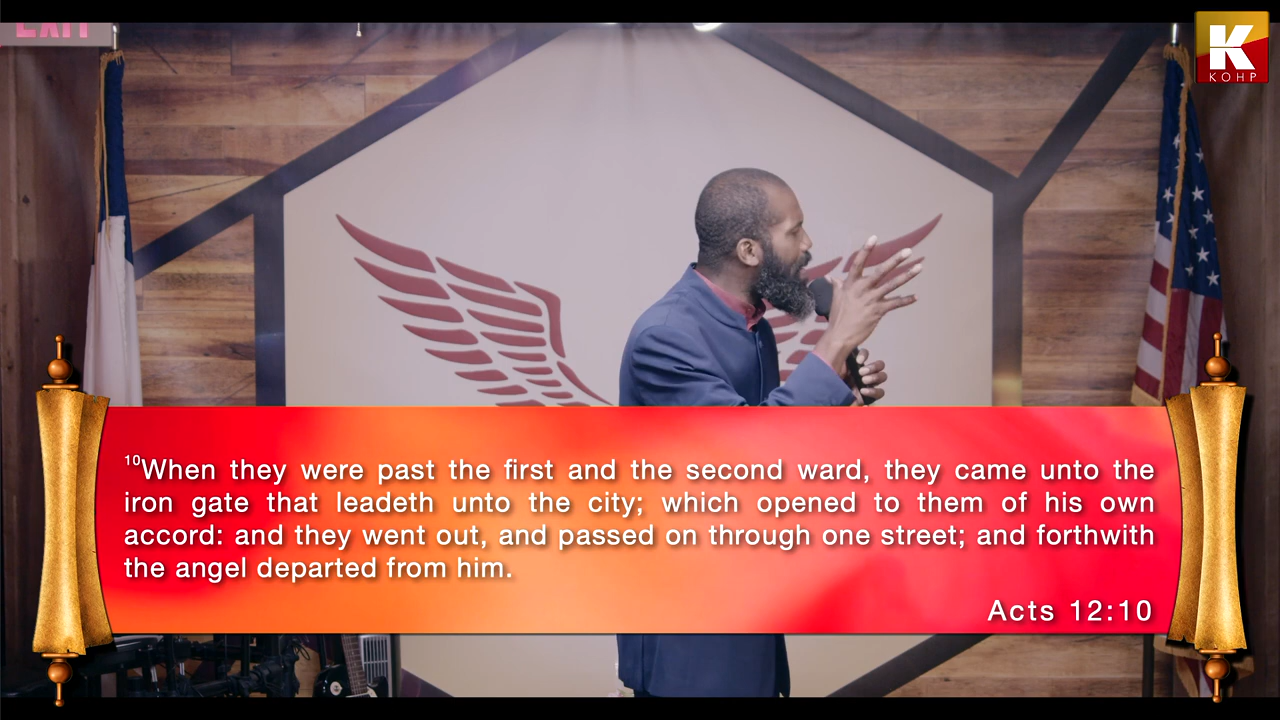 EXIT
K
KOHP
¹⁰When they were past the first and the second ward, they came unto the
iron gate that leadeth unto the city; which opened to them of his own
accord: and they went out, and passed on through one street; and forthwith
the angel departed from him.
Acts 12:10